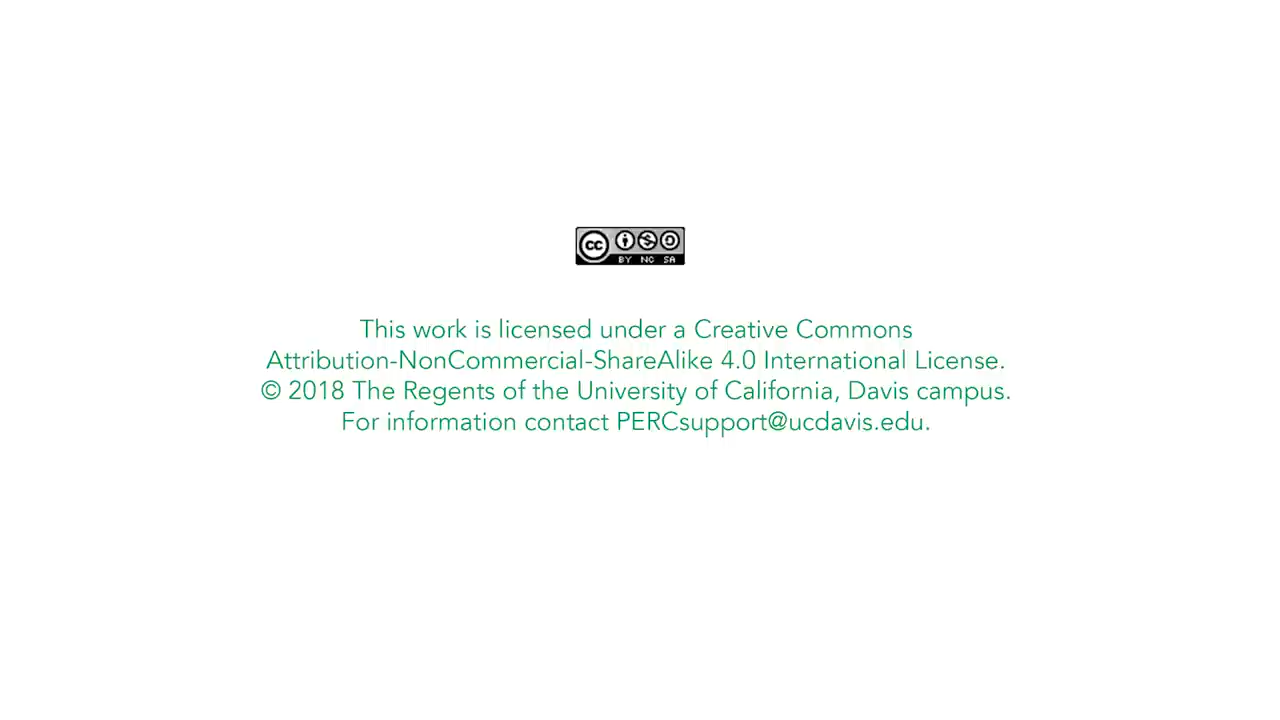 cc BY NC SA
This work is licensed under a Creative Commons
Attribution-NonCommercial-ShareAlike 4.0 International License.
© 2018 The Regents of the University of California, Davis campus.
For information contact PERCsupport@ucdavis.edu.